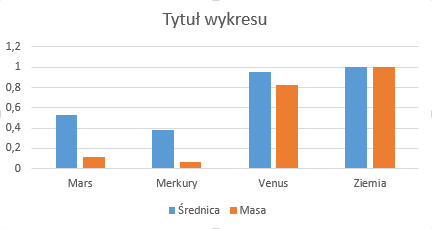 Tytuł wykresu
1,2
1
0,8
0,6
0,4
0,2
0
Mars Merkury Venus Ziemia
Średnica Masa